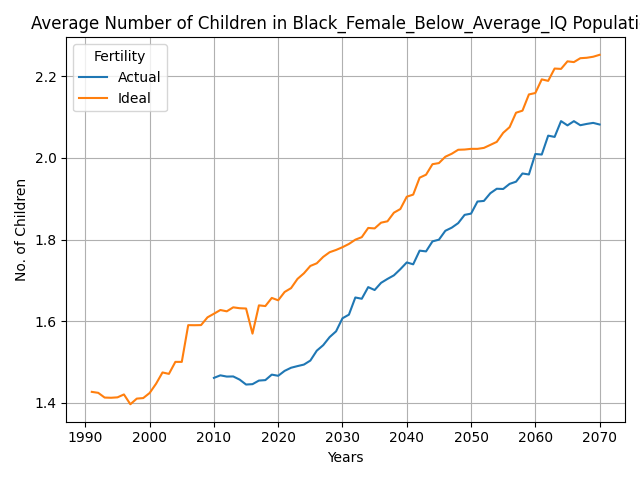 Average Number of Children in Black_Female_Below_Average_IQ Populati
Fertility
Actual
Ideal
2.2
2.0
1.8
1.6
1.4
No. of Children
1990 2000 2010 2020 2030 2040 2050 2060 2070
Years